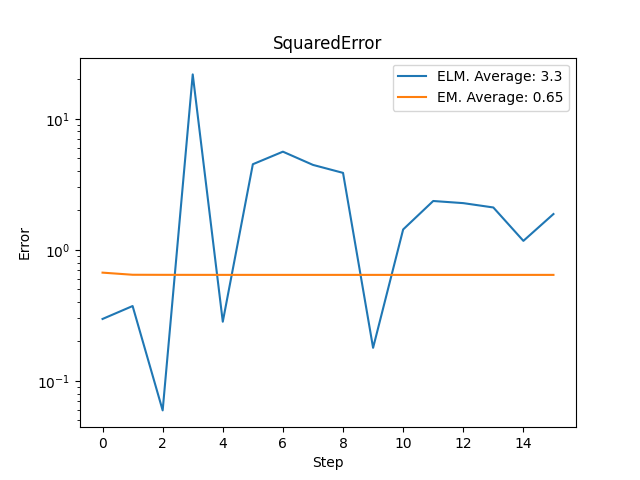 SquaredError
ELM. Average: 3.3
EM. Average: 0.65
Error
10¹
10⁰
10⁻¹
0 2 4 6 8 10 12 14
Step